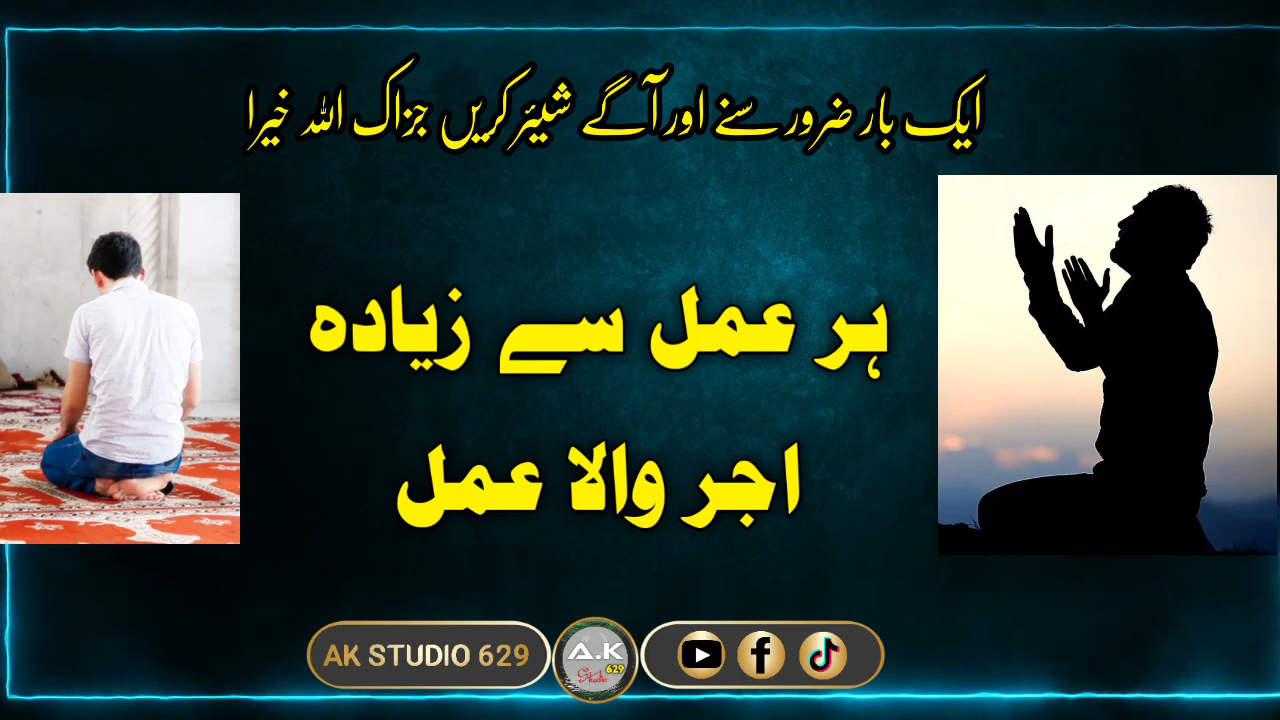 ایک بار ضرور سنے اور آگے شیئر کریں جزاک اللہ خیرا
ہر عمل سے زیادہ
اجر والا عمل
AK STUDIO 629
A.K
Studio 629